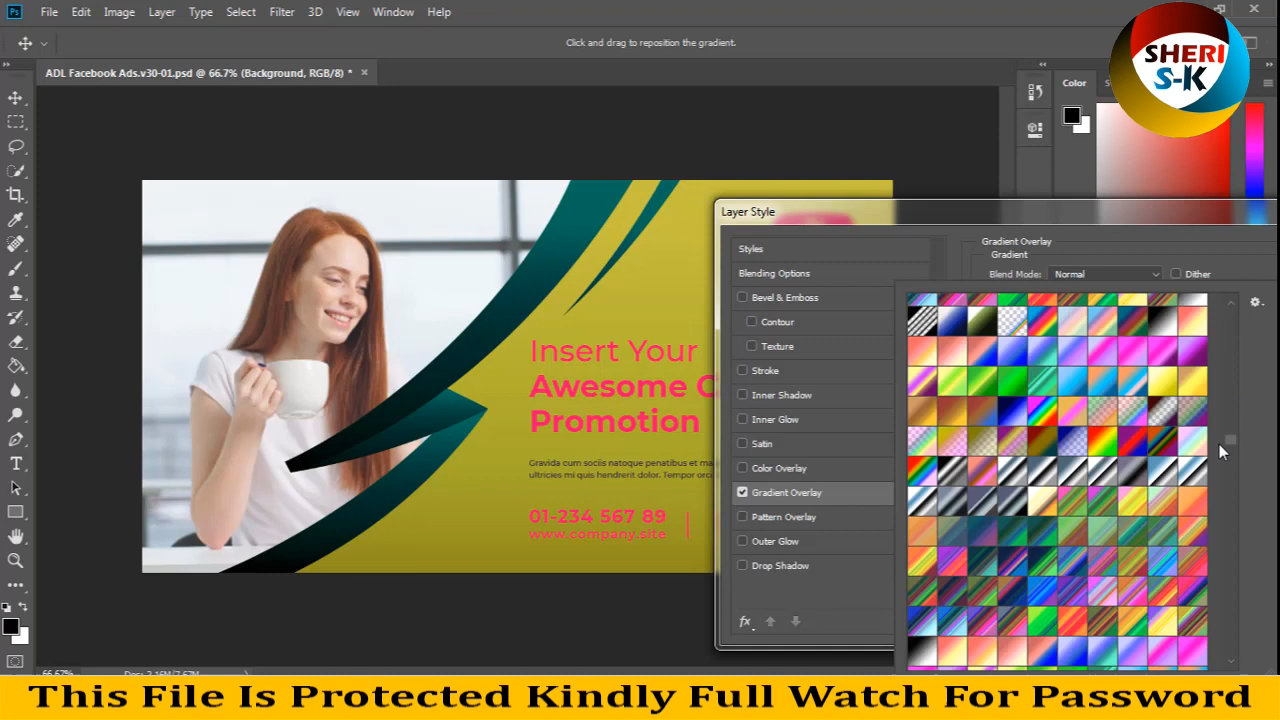 Ps File Edit Image Layer Type Select Filter 3D View Window Help
Click and drag to reposition the gradient.
ADL Facebook Ads.v30-01.psd @ 66.7% (Background, RGB/8) *
Color
SHERI
S-K
Layer Style
Styles
Blending Options
Bevel & Emboss
Contour
Texture
Stroke
Inner Shadow
Inner Glow
Satin
Color Overlay
Gradient Overlay
Pattern Overlay
Outer Glow
Drop Shadow
fx
Gradient Overlay
Gradient
Blend Mode: Normal Dither
Insert Your
Awesome
Promotion
Gravida cum sociis natoque penatibus et
ultricies mi quis hendrerit dolor. Tempor
01-234 567 89
www.company.site
66.67%
This File Is Protected Kindly Full Watch For Password